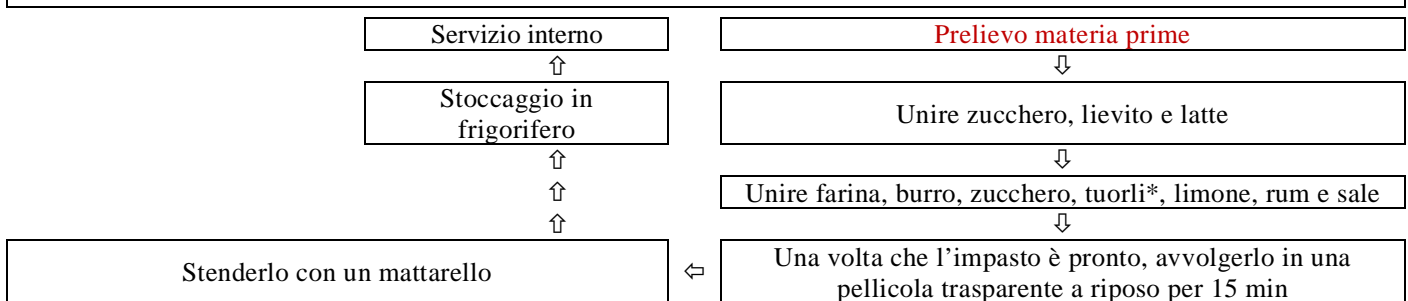 Servizio interno
Prelievo materia prime
⇧
⇩
Stoccaggio in
frigorifero
Unire zucchero, lievito e latte
⇧
⇩
⇧
Unire farina, burro, zucchero, tuorli*, limone, rum e sale
⇧
⇩
Stenderlo con un mattarello
⇦
Una volta che l'impasto è pronto, avvolgerlo in una
pellicola trasparente a riposo per 15 min